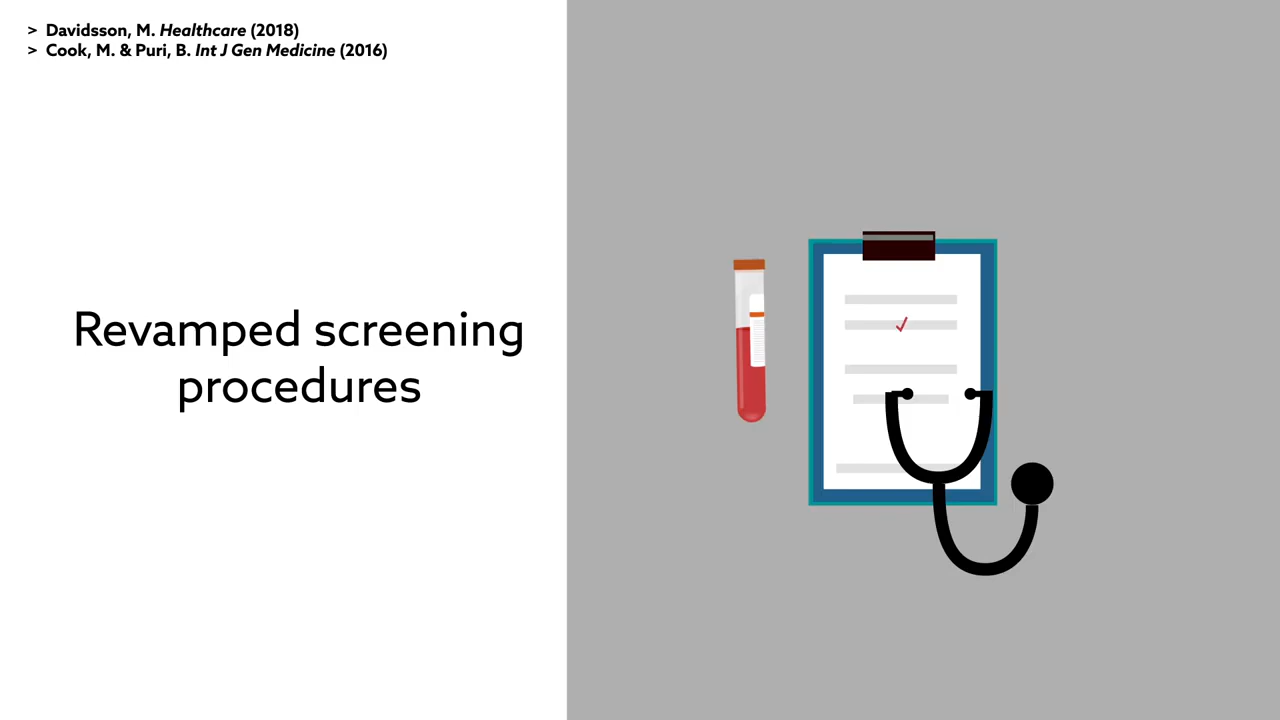 > Davidsson, M. Healthcare (2018)
> Cook, M. & Puri, B. Int J Gen Medicine (2016)
Revamped screening
procedures